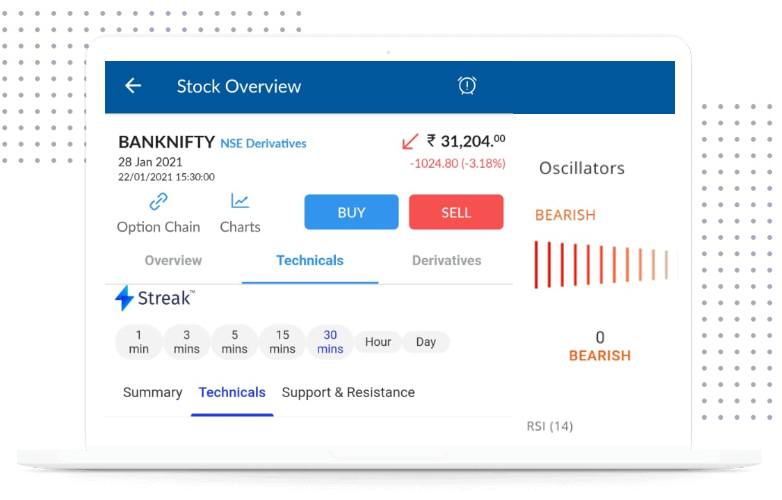 Stock Overview
BANKNIFTY NSE Derivatives
₹ 31,204.00
28 Jan 2021
-1024.80 (-3.18%)
22/01/2021 15:30:00
Option Chain
Charts
BUY
SELL
Overview
Technicals
Derivatives
Streak™
1 min
3 mins
5 mins
15 mins
30 mins
Hour
Day
Summary
Technicals
Support & Resistance
Oscillators
BEARISH
0
BEARISH
RSI (14)